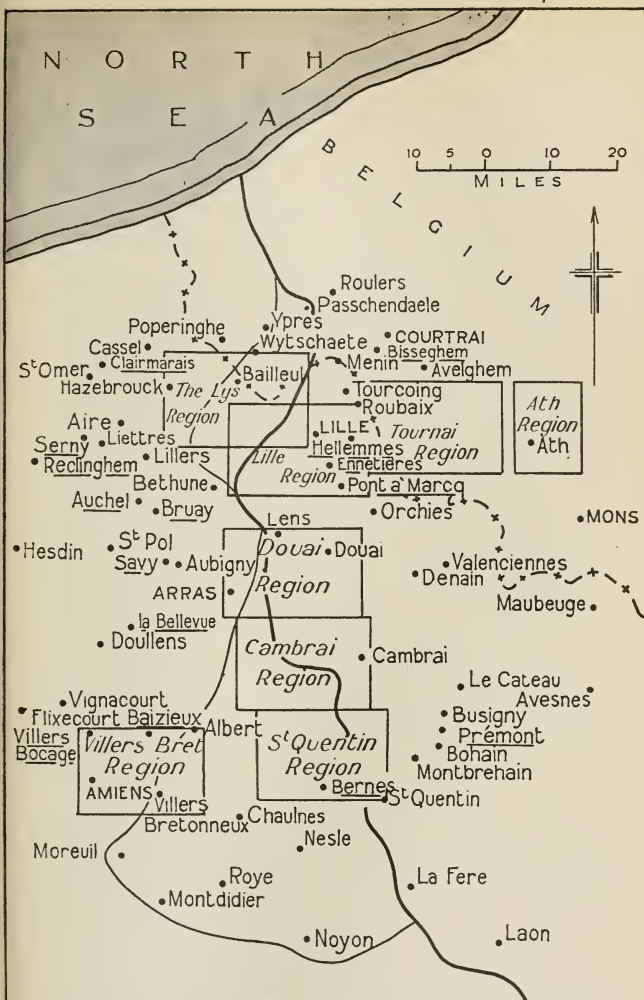 NORTH
SEA
BELGIUM
10 5 0 10 20
MILES
Roulers
Passchendaele
Ypres
Poperinghe
Wytschaete
COURTRAI
Cassel
Bisseghem
Clairmarais
Menin
Avelghem
St Omer
Bailleul
Hazebrouck
The Lys
Region
Tourcoing
Roubaix
Ath
Region
Ath
Aire
LILLE
Tournai
Region
Serny
Liettres
Hellemmes
Lille
Region
Reclinghem
Lillers
Ennetières
Bethune
Pont à Marcq
Auchel
Bruay
Orchies
MONS
Lens
Hesdin
St Pol
Douai
Region
Douai
Savy
Aubigny
Valenciennes
Denain
ARRAS
Maubeuge
la Bellevue
Doullens
Cambrai
Region
Cambrai
Le Cateau
Avesnes
Vignacourt
Flixecourt
Baizieux
Albert
Busigny
Villers
Bocage
Villers Brét
Region
St Quentin
Region
Prémont
Bohain
Montbrehain
AMIENS
Villers
Bretonneux
Bernes
St Quentin
Chaulnes
Nesle
Moreuil
Roye
La Fere
Montdidier
Noyon
Laon